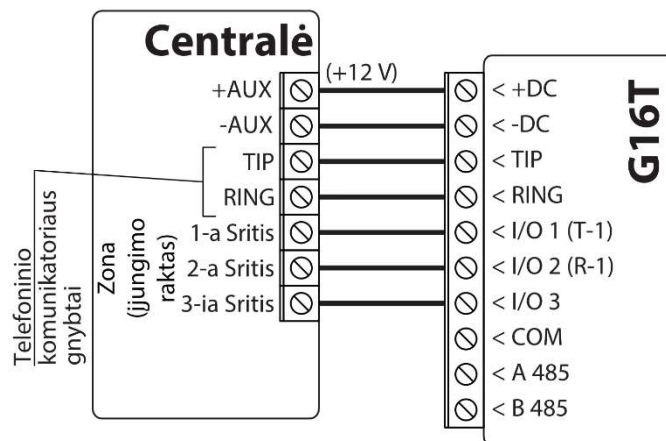 Centralė
(+12 V)
+AUX
-AUX
TIP
RING
1-a Sritis
2-a Sritis
3-ia Sritis
Telefoninio
komunikatoriaus
gnybtai
Zona
(įjungimo
raktas)
G16T
< +DC
< -DC
< TIP
< RING
< I/O 1 (T-1)
< I/O 2 (R-1)
< I/O 3
< COM
< A 485
< B 485